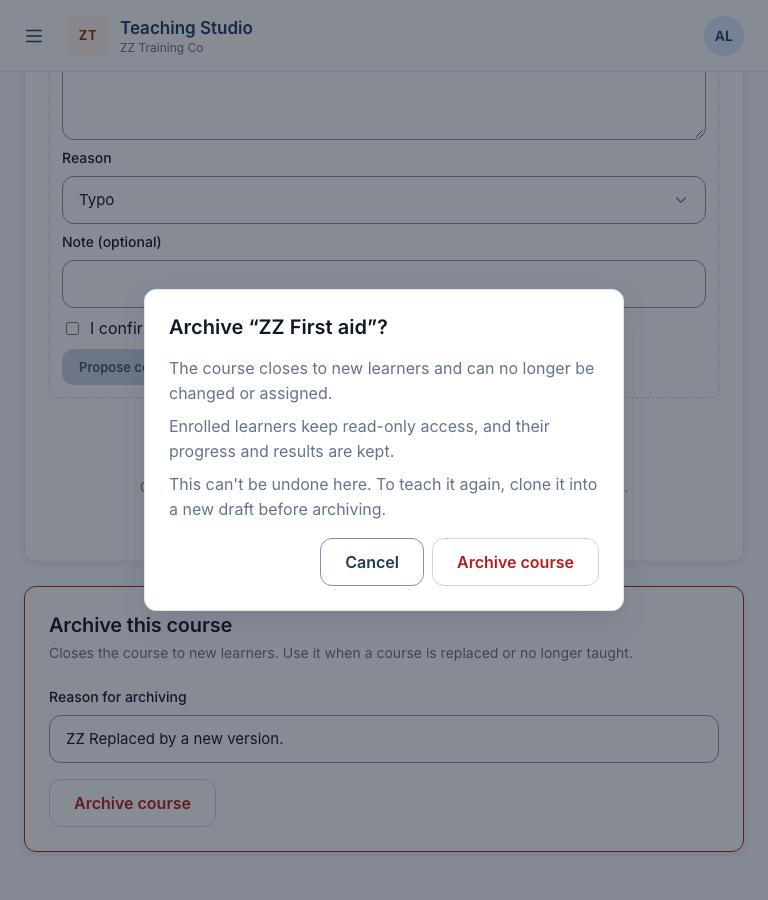 ZT
Teaching Studio
ZZ Training Co
AL
Reason
Typo
Note (optional)
I confir
Propose
Archive “ZZ First aid”?
The course closes to new learners and can no longer be
changed or assigned.
Enrolled learners keep read-only access, and their
progress and results are kept.
This can't be undone here. To teach it again, clone it into
a new draft before archiving.
Cancel
Archive course
Archive this course
Closes the course to new learners. Use it when a course is replaced or no longer taught.
Reason for archiving
ZZ Replaced by a new version.
Archive course